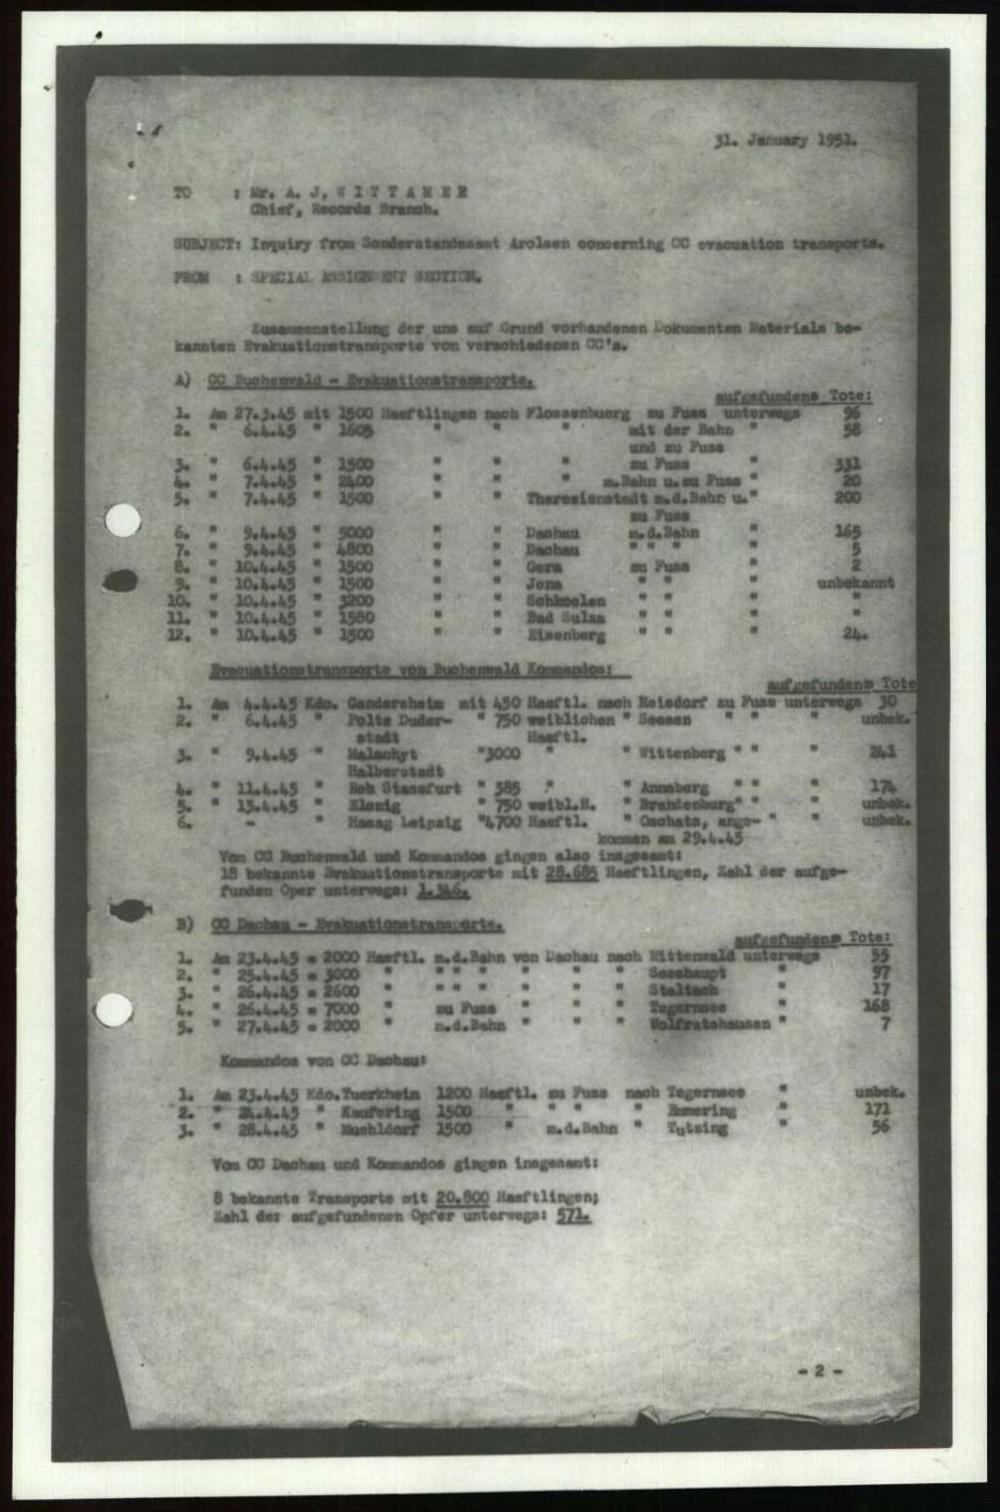 31. January 1951.
TO : Mr. A. J. W I T T A M E R
Chief, Records Branch.
SUBJECT: Inquiry from Sonderstandesamt Arolsen concerning CC evacuation transports.
FROM : SPECIAL ASSIGNMENT SECTION.
Zusammenstellung der uns auf Grund vorhandenen Dokumenten Materials be-
kannten Evakuationstransporte von verschiedenen CC's.
A) CC Buchenwald - Evakuationstransporte.
aufgefundene Tote:
1. Am 27.3.45 mit 1500 Haeftlingen nach Flossenbuerg zu Fuss unterwegs 96
2. " 6.4.45 " 1605 " " " mit der Bahn " 58
und zu Fuss
3. " 6.4.45 " 1500 " " " zu Fuss " 331
4. " 7.4.45 " 2400 " " " m.Bahn u.zu Fuss " 20
5. " 7.4.45 " 1500 " " Theresienstadt m.d.Bahn u." 200
zu Fuss
6. " 9.4.45 " 5000 " " Dachau m.d.Bahn " 165
7. " 9.4.45 " 4800 " " Dachau " " " " 5
8. " 10.4.45 " 1500 " " Gera zu Fuss " 2
9. " 10.4.45 " 1500 " " Jena " " " unbekannt
10. " 10.4.45 " 3200 " " Schkoelen " " " "
11. " 10.4.45 " 1580 " " Bad Sulza " " " "
12. " 10.4.45 " 1500 " " Eisenberg " " " 24.
Evacuationstransporte von Buchenwald Kommandos:
aufgefundene Tote
1. Am 4.4.45 Kdo. Gandersheim mit 450 Haeftl. nach Reisdorf zu Fuss unterwegs 30
2. " 6.4.45 " Polte Duder- " 750 weiblichen " Seesen " " " unbek.
stadt Haeftl.
3. " 9.4.45 " Malachyt "3000 " " Wittenberg " " " 241
Halberstadt
4. " 11.4.45 " Reh Stassfurt " 385 " " Annaberg " " " 174
5. " 13.4.45 " " 750 weibl.H. " Brandenburg" " " unbek.
6. " - " Hasag Leipzig "4700 Haeftl. " Oschatz, ange- " " unbek.
kommen am 29.4.45
Vom CC Buchenwald und Kommandos gingen also insgesamt:
18 bekannte Evakuationstransporte mit 28.685 Haeftlingen, Zahl der aufge-
funden Oper unterwegs: 1.346.
B) CC Dachau - Evakuationstransporte.
aufgefundene Tote:
1. Am 23.4.45 = 2000 Haeftl. m.d.Bahn von Dachau nach Mittenwald unterwegs 55
2. " 25.4.45 = 3000 " " " " " " " Seeshaupt " 97
3. " 26.4.45 = 2600 " " " " " " " Staltach " 17
4. " 26.4.45 = 7000 " zu Fuss " " " Tegernsee " 168
5. " 27.4.45 = 2000 " m.d.Bahn " " " Wolfratshausen " 7
Kommandos von CC Dachau:
1. Am 23.4.45 Kdo.Tuerkheim 1200 Haeftl. zu Fuss nach Tegernsee " unbek.
2. " 24.4.45 " Kaufering 1500 " " " " Emmering " 171
3. " 28.4.45 " Muehldorf 1500 " m.d.Bahn " Tutzing " 56
Vom CC Dachau und Kommandos gingen insgesamt:
8 bekannte Transporte mit 20.800 Haeftlingen;
Zahl der aufgefundenen Opfer unterwegs: 571.
- 2 -